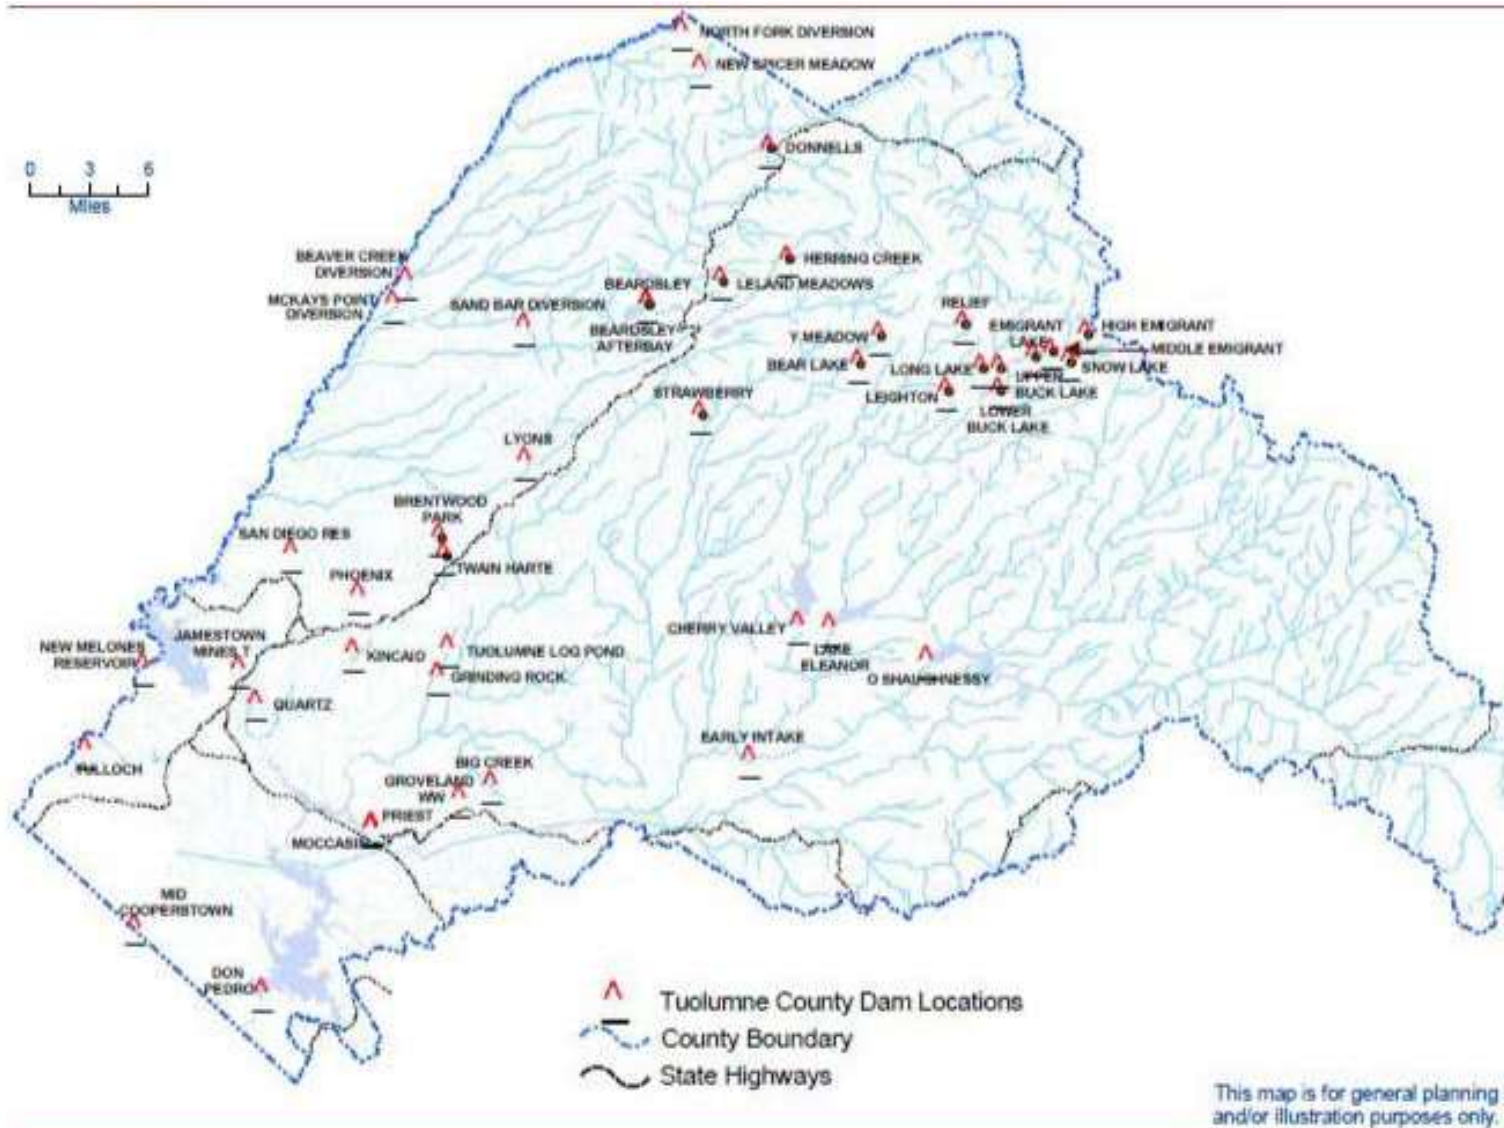 NORTH FORK DIVERSION
NEW SPICER MEADOW
DONNELLS
0 3 6
Miles
BEAVER CREEK
DIVERSION
HERRING CREEK
BEARDSLEY
LELAND MEADOWS
MCKAYS POINT
DIVERSION
SAND BAR DIVERSION
RELIEF
BEARDSLEY
AFTERBAY
Y MEADOW
EMIGRANT
LAKE
HIGH EMIGRANT
MIDDLE EMIGRANT
BEAR LAKE
LONG LAKE
SNOW LAKE
STRAWBERRY
LEIGHTON
UPPER
BUCK LAKE
LOWER
BUCK LAKE
LYONS
BRENTWOOD
PARK
SAN DIEGO RES
TWAIN HARTE
PHOENIX
CHERRY VALLEY
NEW MELONES
RESERVOIR
JAMESTOWN
MINES T
KINCAID
TUOLUMNE LOG POND
LAKE
ELEANOR
GRINDING ROCK
O SHAUGHNESSY
QUARTZ
EARLY INTAKE
TULLOCH
BIG CREEK
GROVELAND
WW
PRIEST
MOCCASIN
MID
COOPERSTOWN
DON
PEDRO
Tuolumne County Dam Locations
County Boundary
State Highways
This map is for general planning
and/or illustration purposes only.